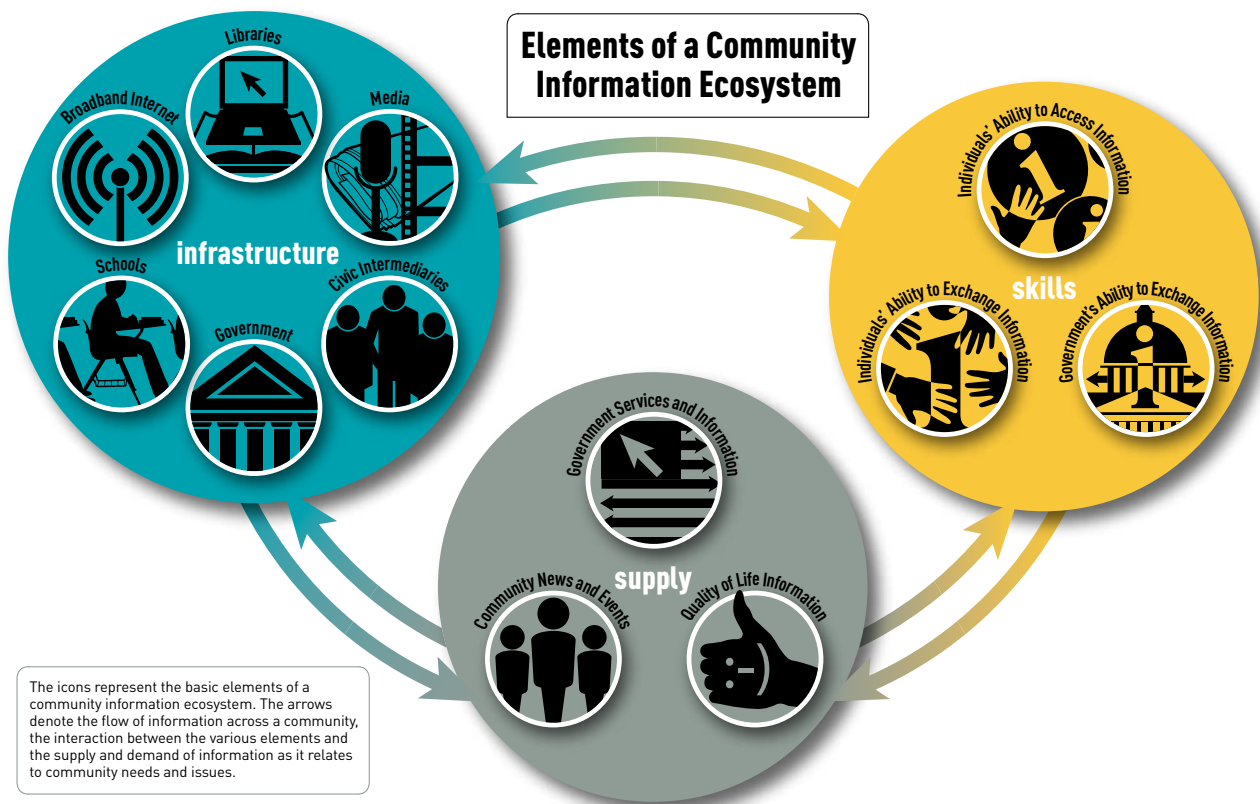 Elements of a Community
Information Ecosystem
Libraries
Broadband Internet
Media
infrastructure
Schools
Civic Intermediaries
Government
Individuals' Ability to Access Information
skills
Individuals' Ability to Exchange Information
Government's Ability to Exchange Information
Government Services and Information
supply
Community News and Events
Quality of Life Information
The icons represent the basic elements of a
community information ecosystem. The arrows
denote the flow of information across a community,
the interaction between the various elements and
the supply and demand of information as it relates
to community needs and issues.